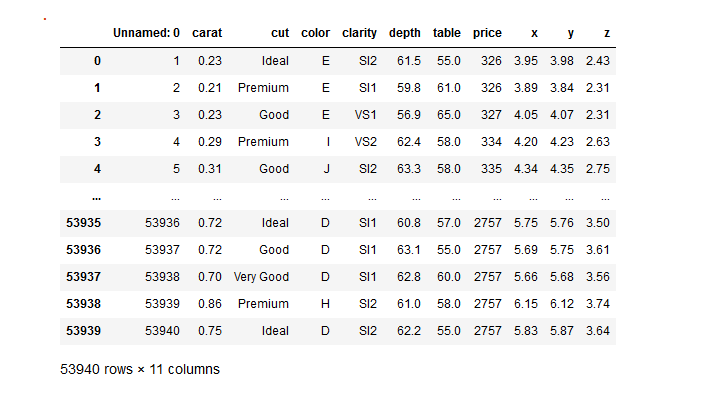 Unnamed: 0 carat cut color clarity depth table price x y z
0 1 0.23 Ideal E SI2 61.5 55.0 326 3.95 3.98 2.43
1 2 0.21 Premium E SI1 59.8 61.0 326 3.89 3.84 2.31
2 3 0.23 Good E VS1 56.9 65.0 327 4.05 4.07 2.31
3 4 0.29 Premium I VS2 62.4 58.0 334 4.20 4.23 2.63
4 5 0.31 Good J SI2 63.3 58.0 335 4.34 4.35 2.75
... ... ... ... ... ... ... ... ... ... ... ...
53935 53936 0.72 Ideal D SI1 60.8 57.0 2757 5.75 5.76 3.50
53936 53937 0.72 Good D SI1 63.1 55.0 2757 5.69 5.75 3.61
53937 53938 0.70 Very Good D SI1 62.8 60.0 2757 5.66 5.68 3.56
53938 53939 0.86 Premium H SI2 61.0 58.0 2757 6.15 6.12 3.74
53939 53940 0.75 Ideal D SI2 62.2 55.0 2757 5.83 5.87 3.64
53940 rows × 11 columns